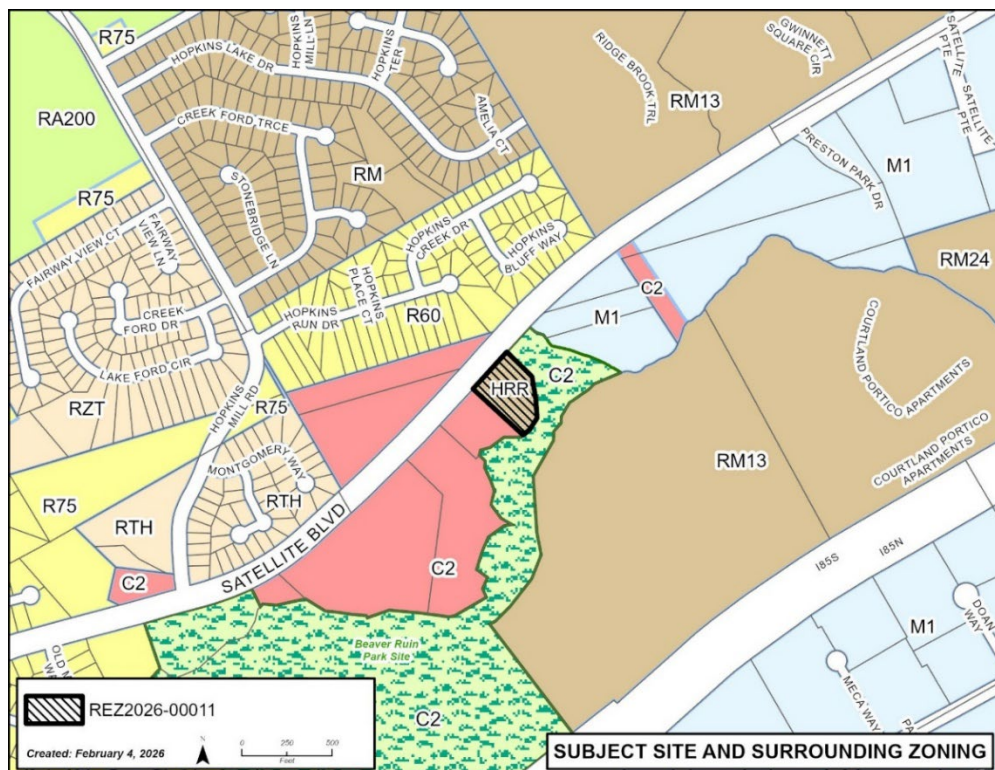 R75
HOPKINS LAKE DR
HOPKINS
MILL LN
HOPKINS
TER
RIDGE BROOK TRL
GWINNETT
SQUARE CIR
SATELLITE
PTE
SATELLITE
PTE
RA200
CREEK FORD TRCE
AMELIA CT
RM13
PRESTON PARK DR
M1
RM
R75
STONEBRIDGE LN
FAIRWAY VIEW CT
FAIRWAY
VIEW LN
HOPKINS
CREEK DR
HOPKINS
BLUFF WAY
RM24
C2
CREEK
FORD DR
HOPKINS
PLACE CT
HOPKINS
RUN DR
R60
M1
LAKE FORD CIR
COURTLAND PORTICO
APARTMENTS
C2
HRR
RZT
HOPKINS
MILL RD
R75
COURTLAND PORTICO
APARTMENTS
MONTGOMERY WAY
RM13
R75
RTH
RTH
SATELLITE BLVD
I85S
I85N
C2
C2
DOAN
WAY
M1
Beaver Ruin
Park Site
MECA WAY
C2
REZ2026-00011
Created: February 4, 2026
N
0 250 500
Feet
SUBJECT SITE AND SURROUNDING ZONING